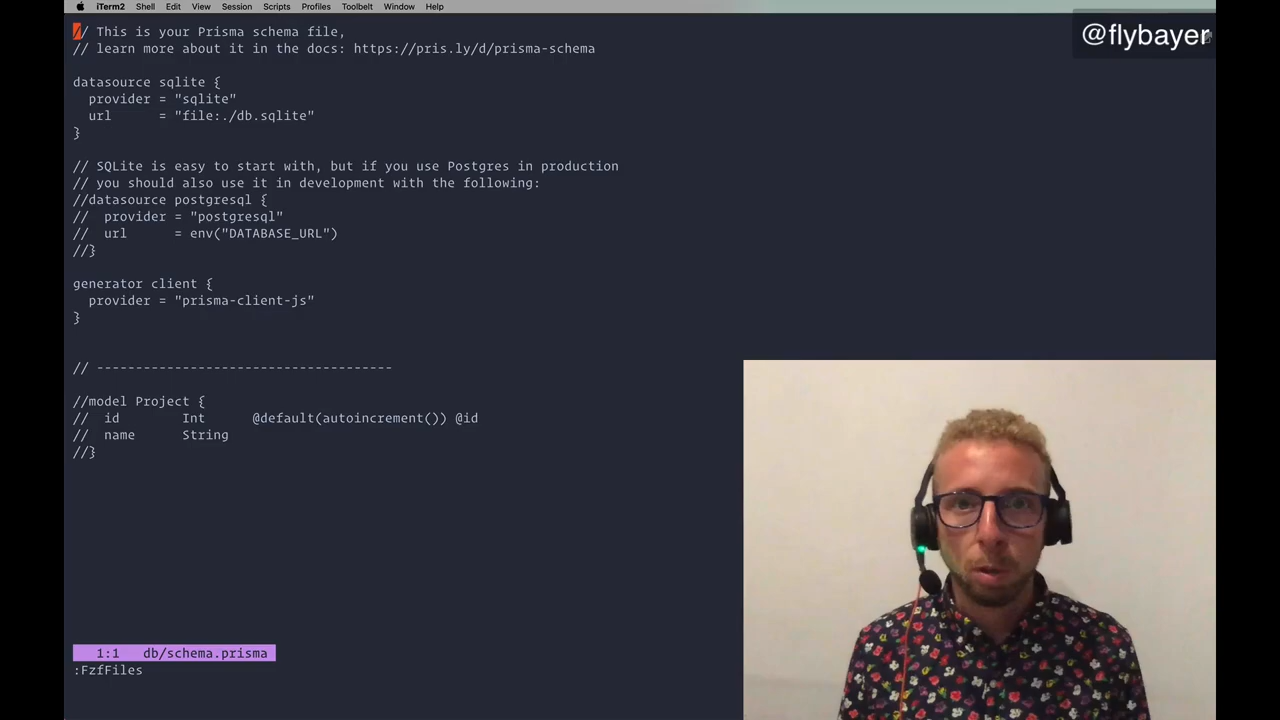 iTerm2 Shell Edit View Session Scripts Profiles Toolbelt Window Help
@flybayer
// This is your Prisma schema file,
// learn more about it in the docs: https://pris.ly/d/prisma-schema
datasource sqlite {
  provider = "sqlite"
  url      = "file:./db.sqlite"
}
// SQLite is easy to start with, but if you use Postgres in production
// you should also use it in development with the following:
//datasource postgresql {
//  provider = "postgresql"
//  url      = env("DATABASE_URL")
//}
generator client {
  provider = "prisma-client-js"
}
// --------------------------------------
//model Project {
//  id        Int      @default(autoincrement()) @id
//  name      String
//}
1:1   db/schema.prisma
:FzfFiles